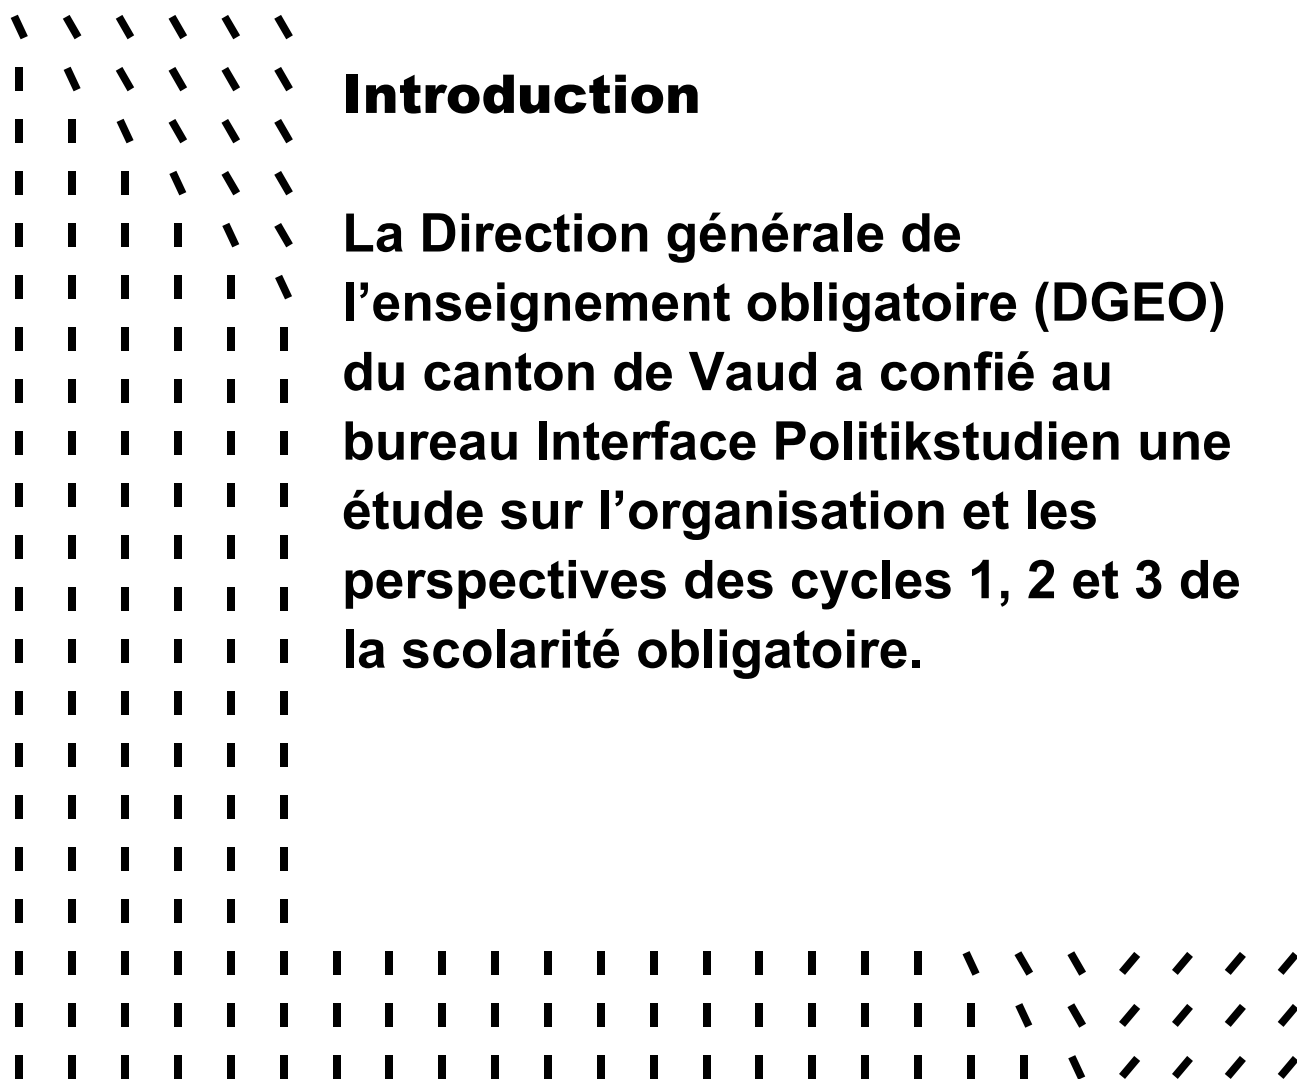 Introduction
La Direction générale de
l’enseignement obligatoire (DGEO)
du canton de Vaud a confié au
bureau Interface Politikstudien une
étude sur l’organisation et les
perspectives des cycles 1, 2 et 3 de
la scolarité obligatoire.